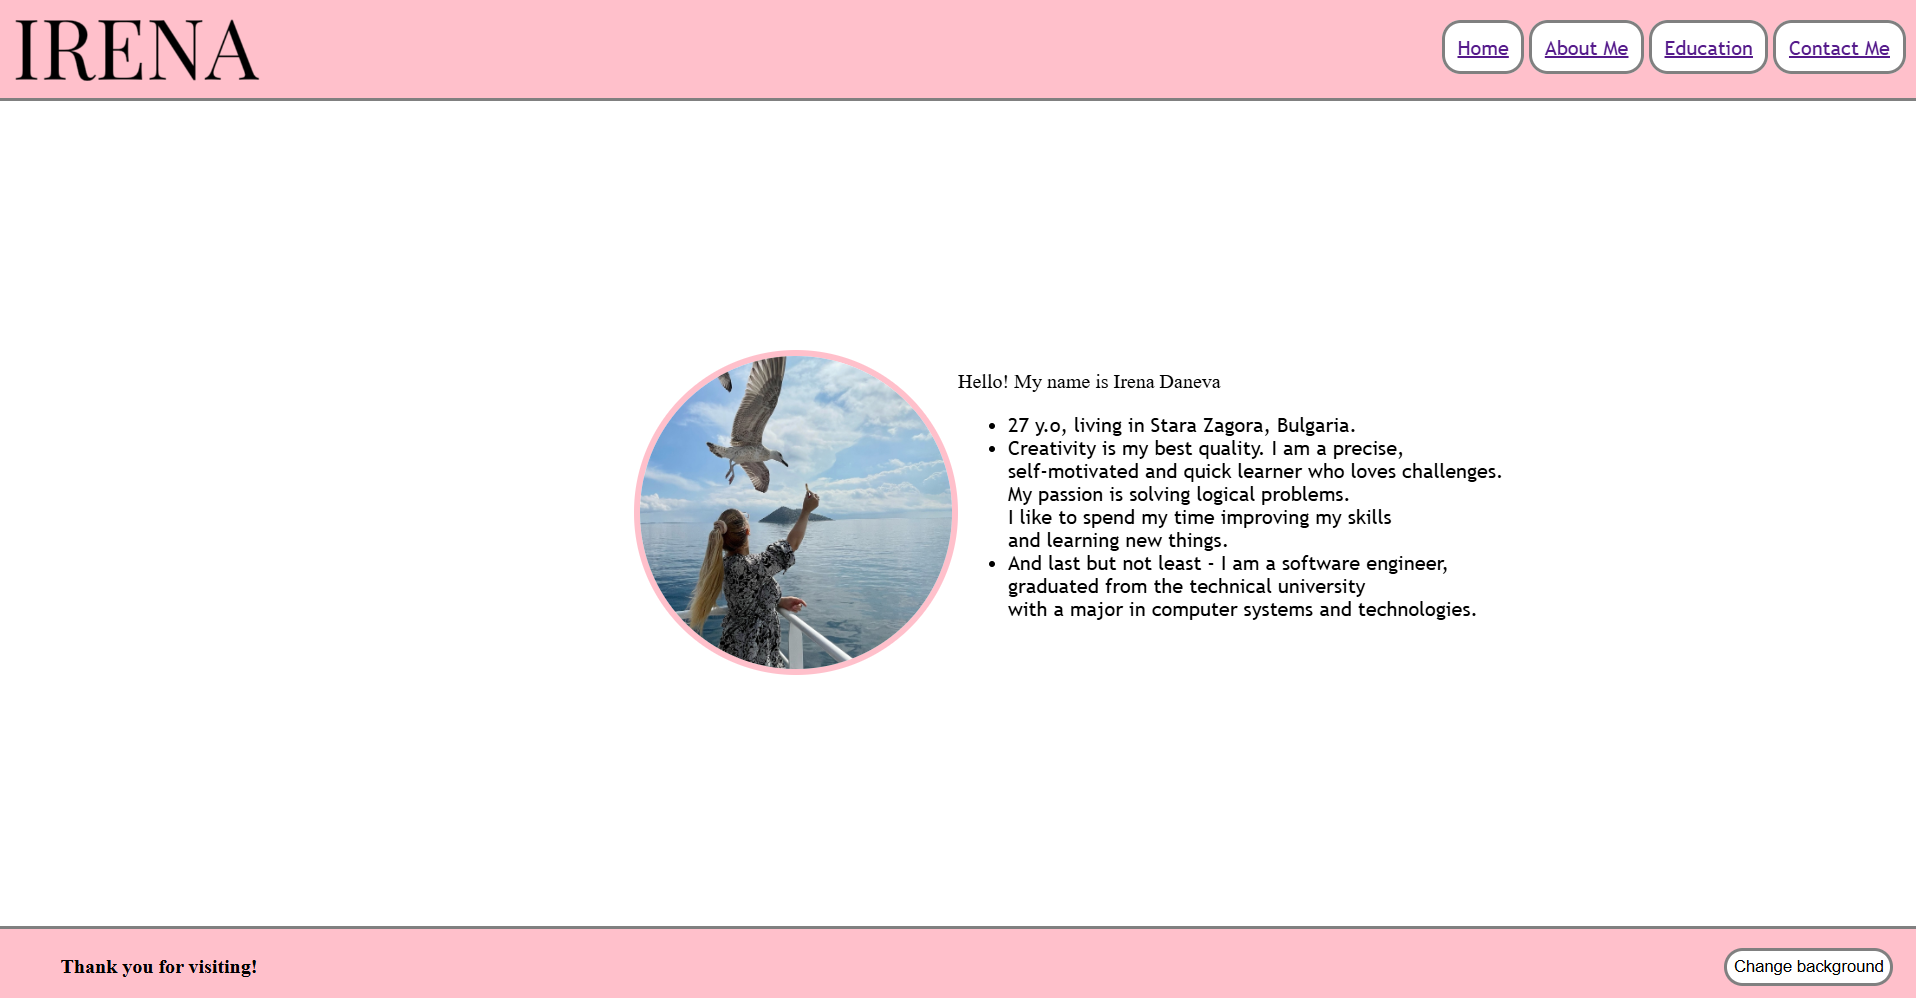 IRENA
Home About Me Education Contact Me
Hello! My name is Irena Daneva
27 y.o, living in Stara Zagora, Bulgaria.
Creativity is my best quality. I am a precise,
self-motivated and quick learner who loves challenges.
My passion is solving logical problems.
I like to spend my time improving my skills
and learning new things.
And last but not least - I am a software engineer,
graduated from the technical university
with a major in computer systems and technologies.
Thank you for visiting!
Change background